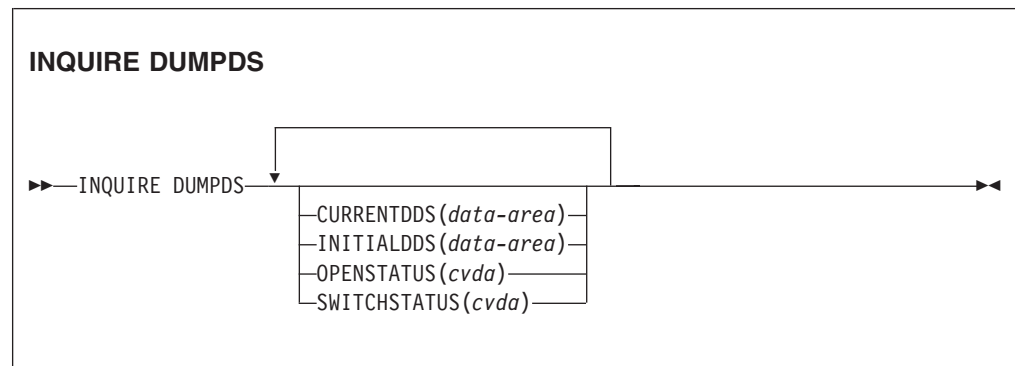 INQUIRE DUMPDS
INQUIRE DUMPDS
CURRENTDDS(data-area)
INITIALDDS(data-area)
OPENSTATUS(cvda)
SWITCHSTATUS(cvda)